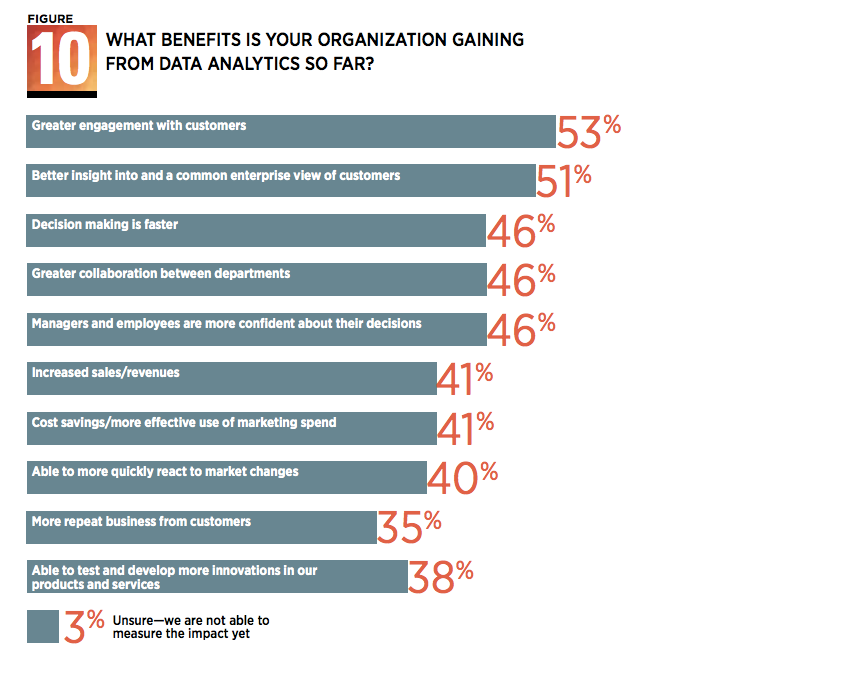 FIGURE
10
WHAT BENEFITS IS YOUR ORGANIZATION GAINING
FROM DATA ANALYTICS SO FAR?
Greater engagement with customers
53%
Better insight into and a common enterprise view of customers
51%
Decision making is faster
46%
Greater collaboration between departments
46%
Managers and employees are more confident about their decisions
46%
Increased sales/revenues
41%
Cost savings/more effective use of marketing spend
41%
Able to more quickly react to market changes
40%
More repeat business from customers
35%
Able to test and develop more innovations in our
products and services
38%
3%
Unsure—we are not able to
measure the impact yet